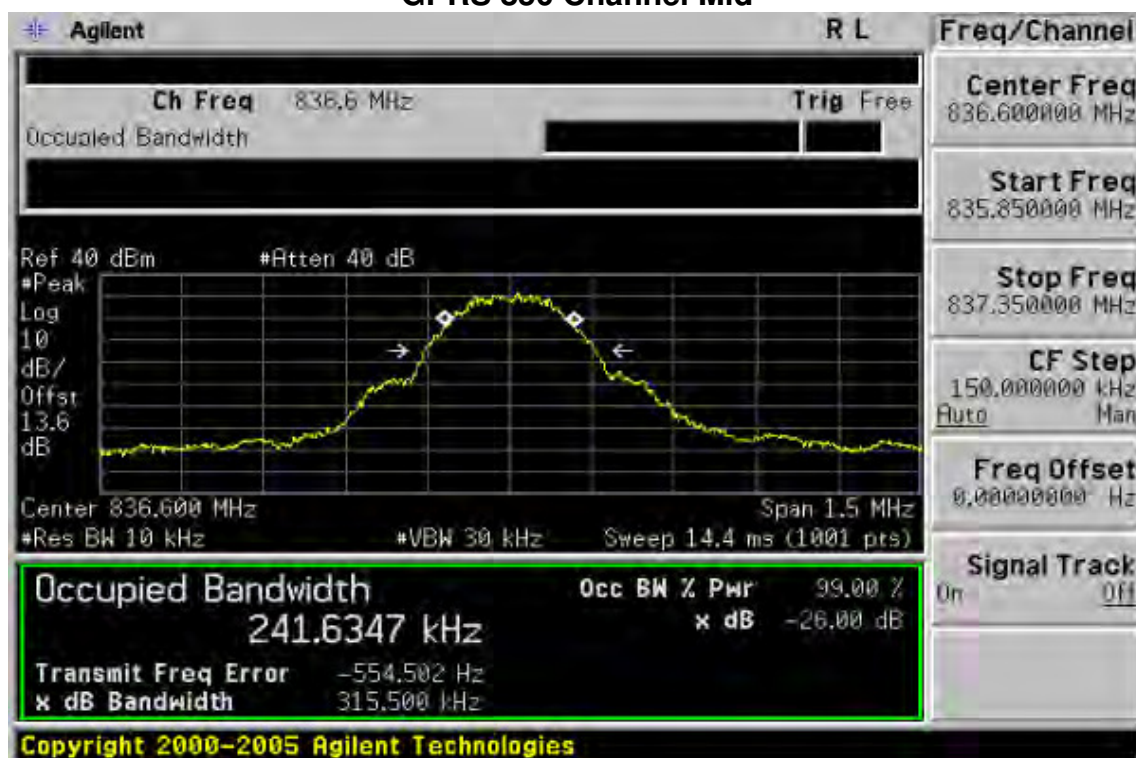 Agilent R L Freq/Channel
Ch Freq 836.6 MHz Trig Free
Occupied Bandwidth
Center Freq
836.600000 MHz
Start Freq
835.850000 MHz
Stop Freq
837.350000 MHz
CF Step
150.000000 kHz
Auto Man
Freq Offset
0.00000000 Hz
Signal Track
On Off
Ref 40 dBm #Atten 40 dB
#Peak
Log
10
dB/
Offst
13.6
dB
Center 836.600 MHz Span 1.5 MHz
#Res BW 10 kHz #VBW 30 kHz Sweep 14.4 ms (1001 pts)
Occupied Bandwidth
241.6347 kHz
Occ BW % Pwr 99.00 %
x dB -26.00 dB
Transmit Freq Error -554.502 Hz
x dB Bandwidth 315.500 kHz
Copyright 2000-2005 Agilent Technologies